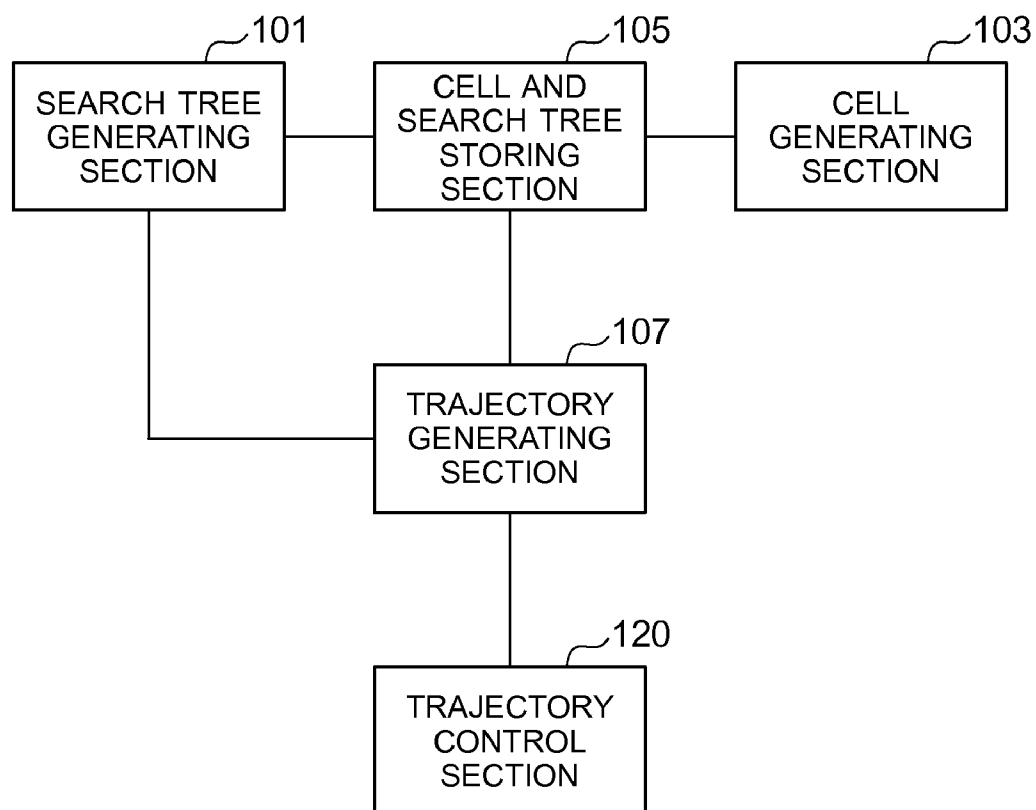 101
SEARCH TREE
GENERATING
SECTION
105
CELL AND
SEARCH TREE
STORING
SECTION
103
CELL
GENERATING
SECTION
107
TRAJECTORY
GENERATING
SECTION
120
TRAJECTORY
CONTROL
SECTION